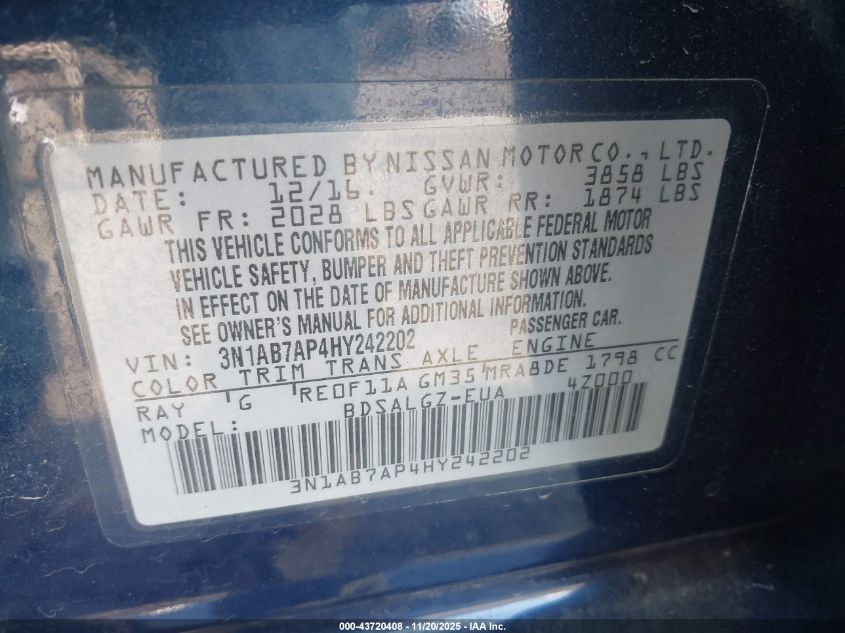 MANUFACTURED BY NISSAN MOTOR CO., LTD.
DATE: 12/16. GVWR: 3858 LBS
GAWR FR: 2028 LBS GAWR RR: 1874 LBS
THIS VEHICLE CONFORMS TO ALL APPLICABLE FEDERAL MOTOR
VEHICLE SAFETY, BUMPER AND THEFT PREVENTION STANDARDS
IN EFFECT ON THE DATE OF MANUFACTURE SHOWN ABOVE.
SEE OWNER'S MANUAL FOR ADDITIONAL INFORMATION.
VIN: 3N1AB7AP4HY242202 PASSENGER CAR.
COLOR TRIM TRANS AXLE ENGINE
RAY G RE0F11A GM35 MRA8DE 1798 CC
MODEL: BDSALGZ-EUA 4Z000
3N1AB7AP4HY242202
000-43720408 - 11/20/2025 - IAA Inc.